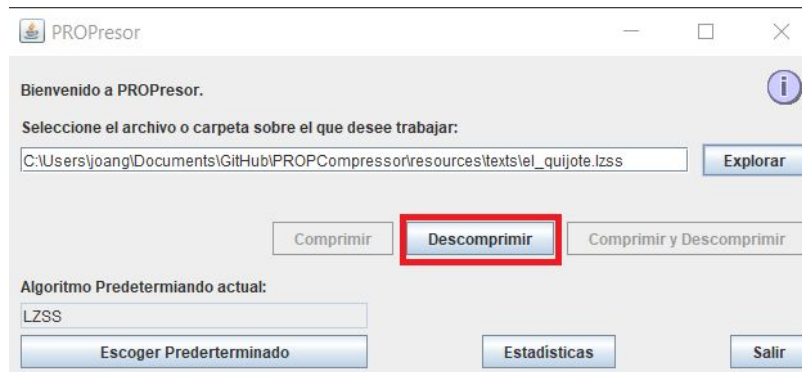 PROPresor
Bienvenido a PROPresor.
i
Seleccione el archivo o carpeta sobre el que desee trabajar:
C:\Users\joang\Documents\GitHub\PROPCompressor\resources\texts\el_quijote.lzss Explorar
Comprimir Descomprimir Comprimir y Descomprimir
Algoritmo Predetermiando actual:
LZSS
Escoger Prederterminado Estadísticas Salir